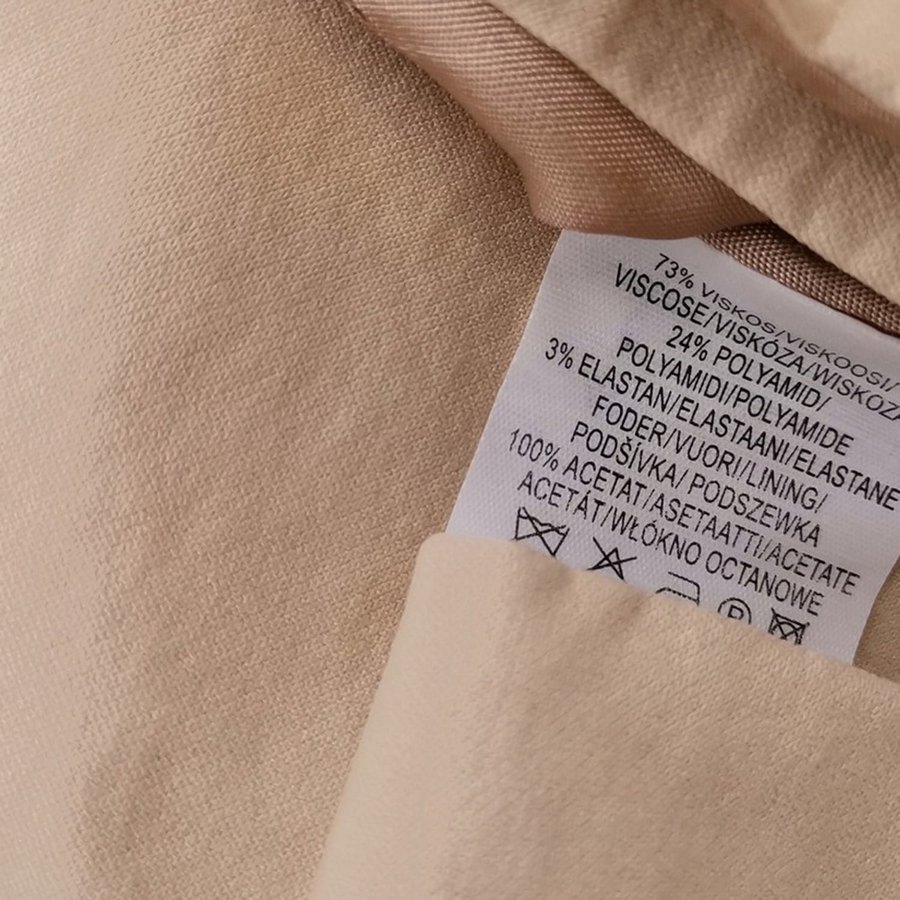 73% VISKOS/VISKOOSI/
VISCOSE/VISKÓZA/WISKÓZA
24% POLYAMID/
POLYAMIDI/POLYAMIDE
3% ELASTAN/ELASTAANI/ELASTANE
FODER/VUORI/LINING/
PODŠÍVKA/ PODSZEWKA
100% ACETAT/ASETAATTI/ACETATE
ACETÁT/WŁÓKNO OCTANOWE
P